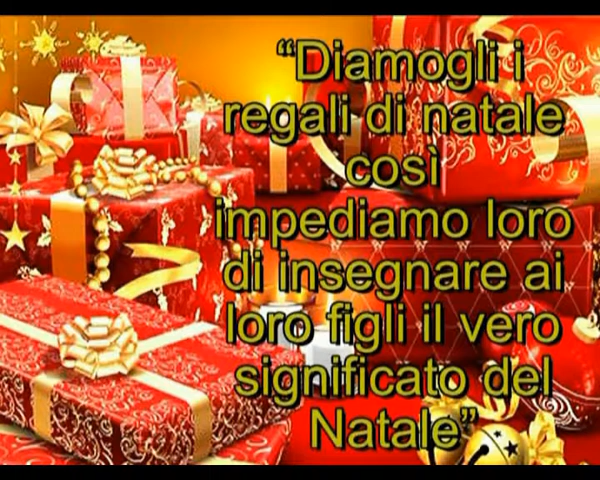 “Diamogli i
regali di natale
così
impediamo loro
di insegnare ai
loro figli il vero
significato del
Natale”